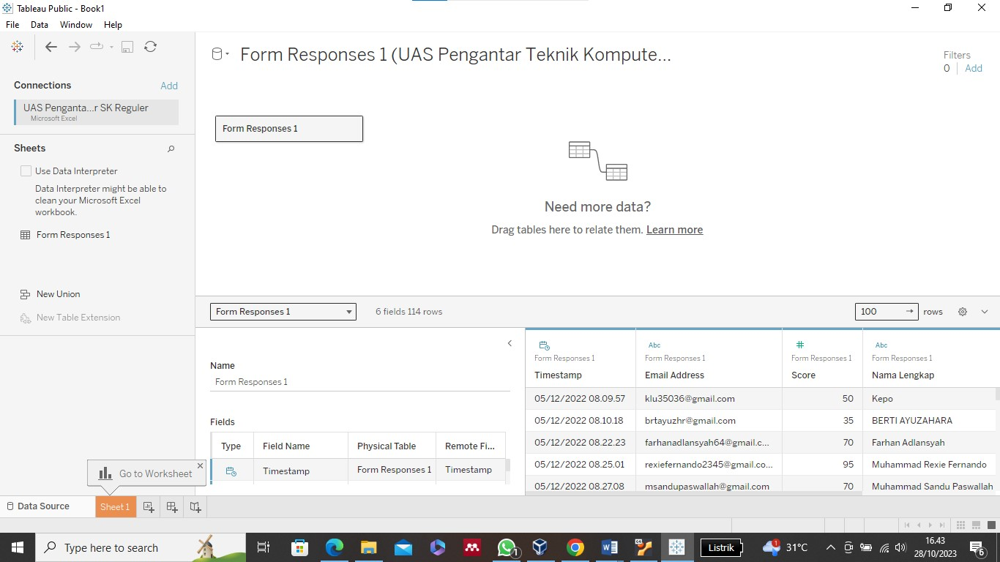 Tableau Public - Book1
File Data Window Help
Form Responses 1 (UAS Pengantar Teknik Kompute...
Filters
0 Add
Connections Add
UAS Penganta...r SK Reguler
Microsoft Excel
Form Responses 1
Sheets
Use Data Interpreter
Data Interpreter might be able to
clean your Microsoft Excel
workbook.
Form Responses 1
Need more data?
Drag tables here to relate them. Learn more
New Union
New Table Extension
Form Responses 1 6 fields 114 rows 100 rows
Name
Form Responses 1
Fields
Type Field Name Physical Table Remote Fi...
Timestamp Form Responses 1 Timestamp
Abc # Abc
Form Responses 1 Form Responses 1 Form Responses 1 Form Responses 1
Timestamp Email Address Score Nama Lengkap
05/12/2022 08.09.57 klu35036@gmail.com 50 Kepo
05/12/2022 08.10.18 brtayuzhr@gmail.com 35 BERTI AYUZAHARA
05/12/2022 08.22.23 farhanadlansyah64@gmail.c... 70 Farhan Adlansyah
05/12/2022 08.25.01 rexiefernando2345@gmail.co... 95 Muhammad Rexie Fernando
05/12/2022 08.27.08 msandupaswallah@gmail.com 70 Muhammad Sandu Paswallah
Go to Worksheet
Data Source Sheet 1
Type here to search
1
64
Listrik
1
31°C
16.43
28/10/2023
6